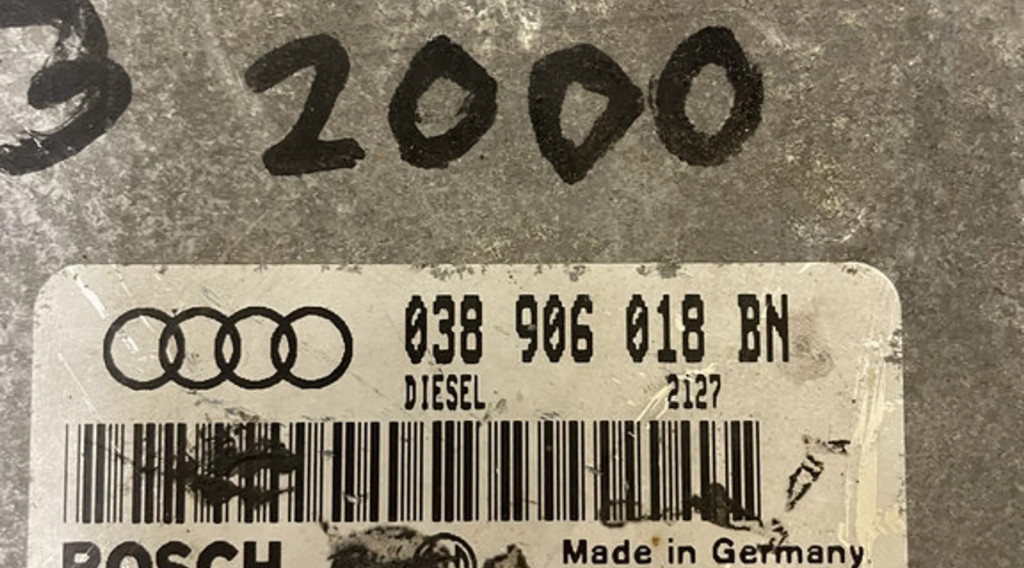 3 2000
038 906 018 BN
DIESEL 2127
BOSCH Made in Germany